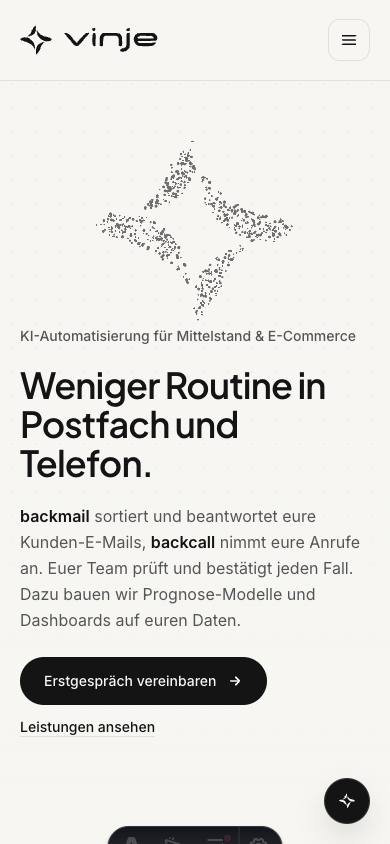 vinje
KI-Automatisierung für Mittelstand & E-Commerce
Weniger Routine in
Postfach und
Telefon.
backmail sortiert und beantwortet eure
Kunden-E-Mails, backcall nimmt eure Anrufe
an. Euer Team prüft und bestätigt jeden Fall.
Dazu bauen wir Prognose-Modelle und
Dashboards auf euren Daten.
Erstgespräch vereinbaren →
Leistungen ansehen